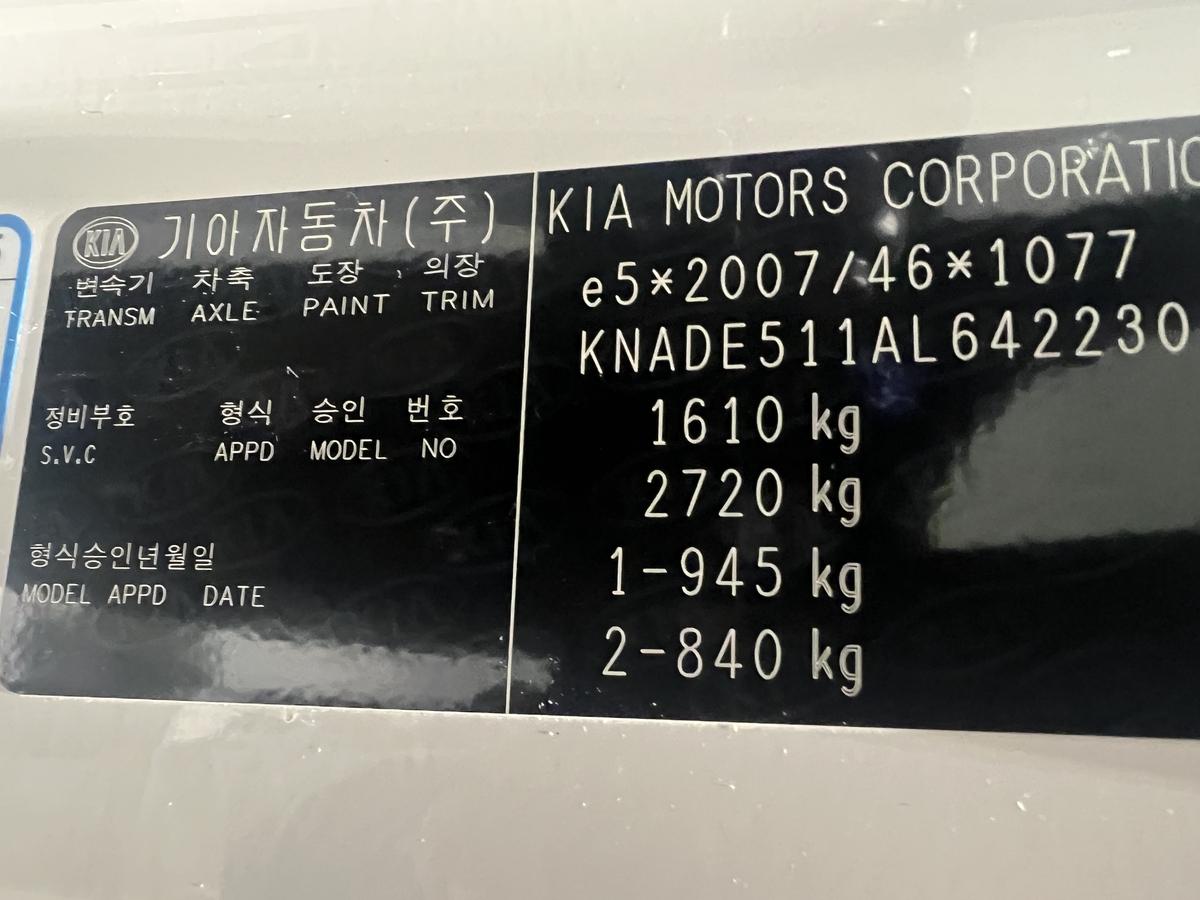 KIA 기아자동차(주)
변속기 차축 도장 의장
TRANSM AXLE PAINT TRIM
정비부호 형식 승인 번호
S.V.C APPD MODEL NO
형식승인년월일
MODEL APPD DATE
KIA MOTORS CORPORATIO
e5*2007/46*1077
KNADE511AL642230
1610 kg
2720 kg
1-945 kg
2-840 kg